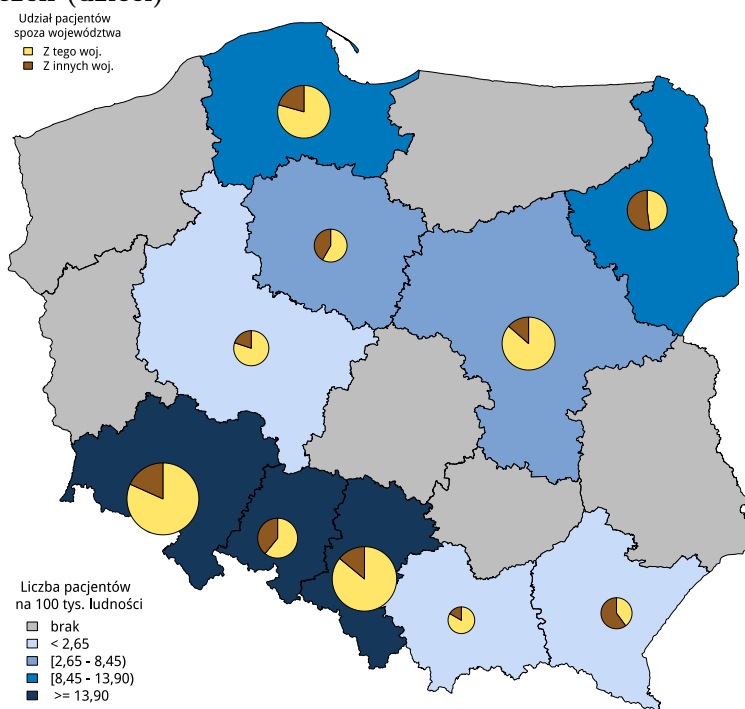 Udział pacjentów
spoza województwa
Z tego woj.
Z innych woj.
Liczba pacjentów
na 100 tys. ludności
brak
< 2,65
[2,65 - 8,45)
[8,45 - 13,90)
>= 13,90